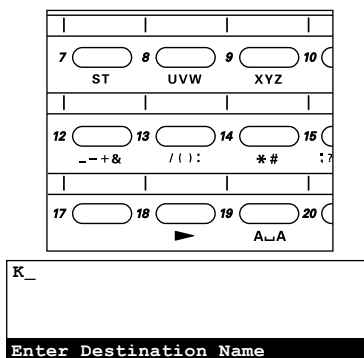 7 8 9 10
ST UVW XYZ
12 13 14 15
_-+& /(): *# :?
17 18 19 20
A⎵A
K_
Enter Destination Name